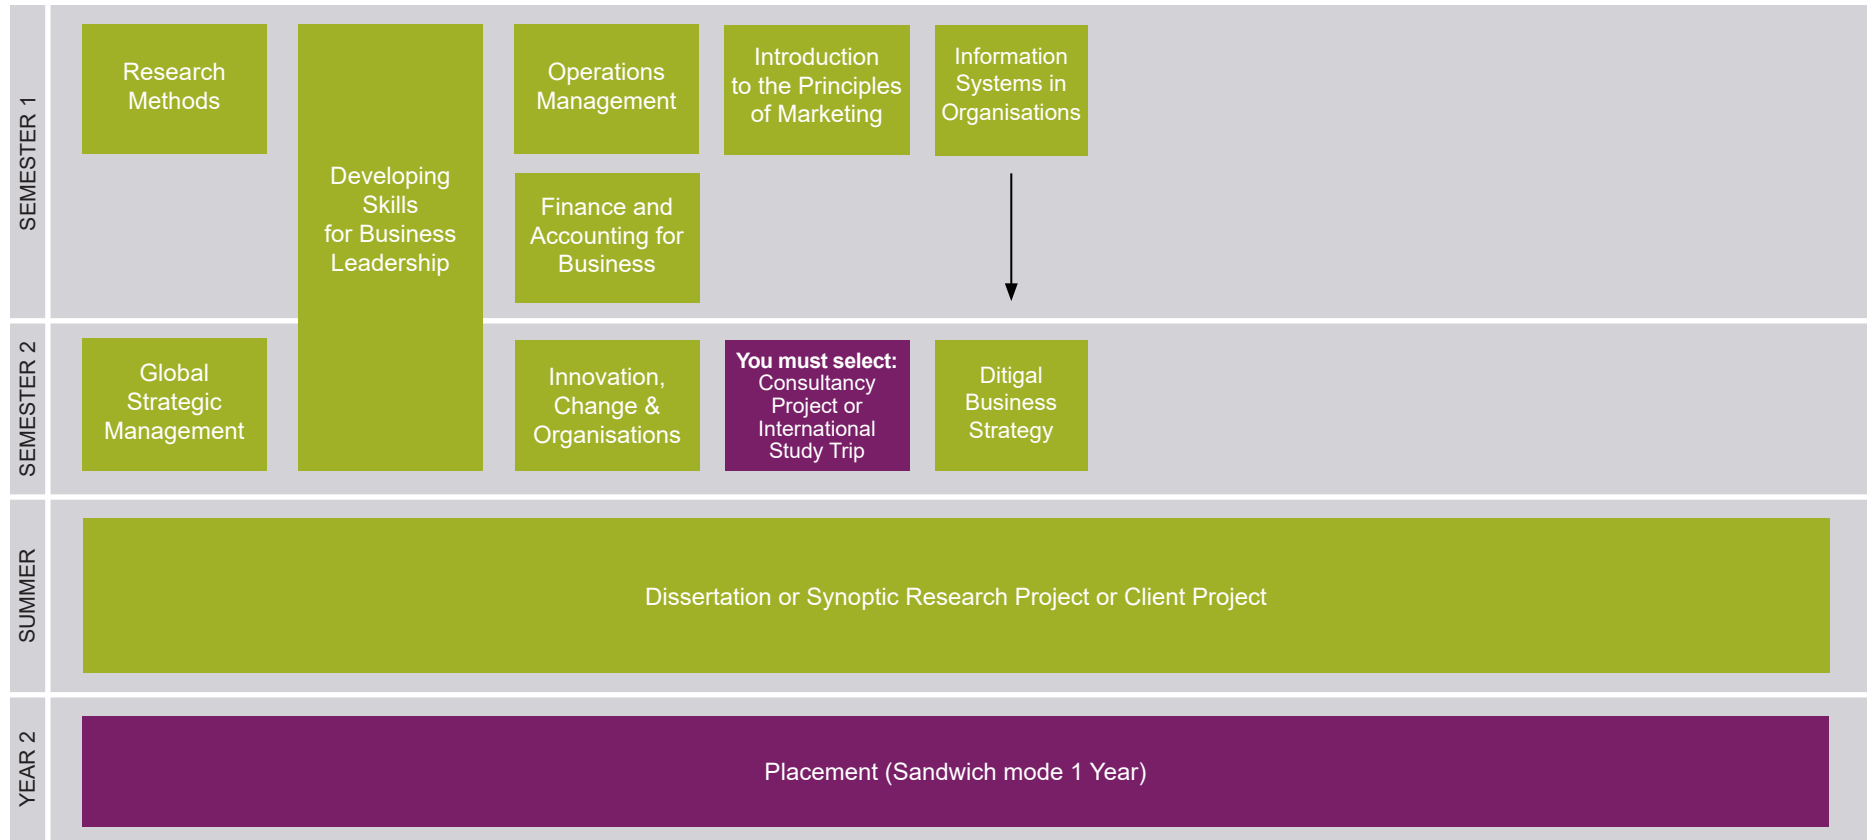 SEMESTER 1
Research
Methods
Developing
Skills
for Business
Leadership
Operations
Management
Introduction
to the Principles
of Marketing
Information
Systems in
Organisations
Finance and
Accounting for
Business
SEMESTER 2
Global
Strategic
Management
Innovation,
Change &
Organisations
You must select:
Consultancy
Project or
International
Study Trip
Ditigal
Business
Strategy
SUMMER
Dissertation or Synoptic Research Project or Client Project
YEAR 2
Placement (Sandwich mode 1 Year)